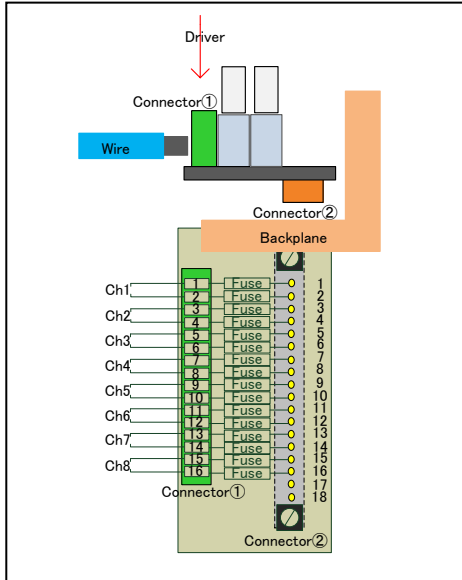 Driver
Connector①
Wire
Connector②
Backplane
Ch1
1 Fuse 1
2 Fuse 2
Ch2
3 Fuse 3
4 Fuse 4
Ch3
5 Fuse 5
6 Fuse 6
Ch4
7 Fuse 7
8 Fuse 8
Ch5
9 Fuse 9
10 Fuse 10
Ch6
11 Fuse 11
12 Fuse 12
Ch7
13 Fuse 13
14 Fuse 14
Ch8
15 Fuse 15
16 Fuse 16
17
18
Connector①
Connector②